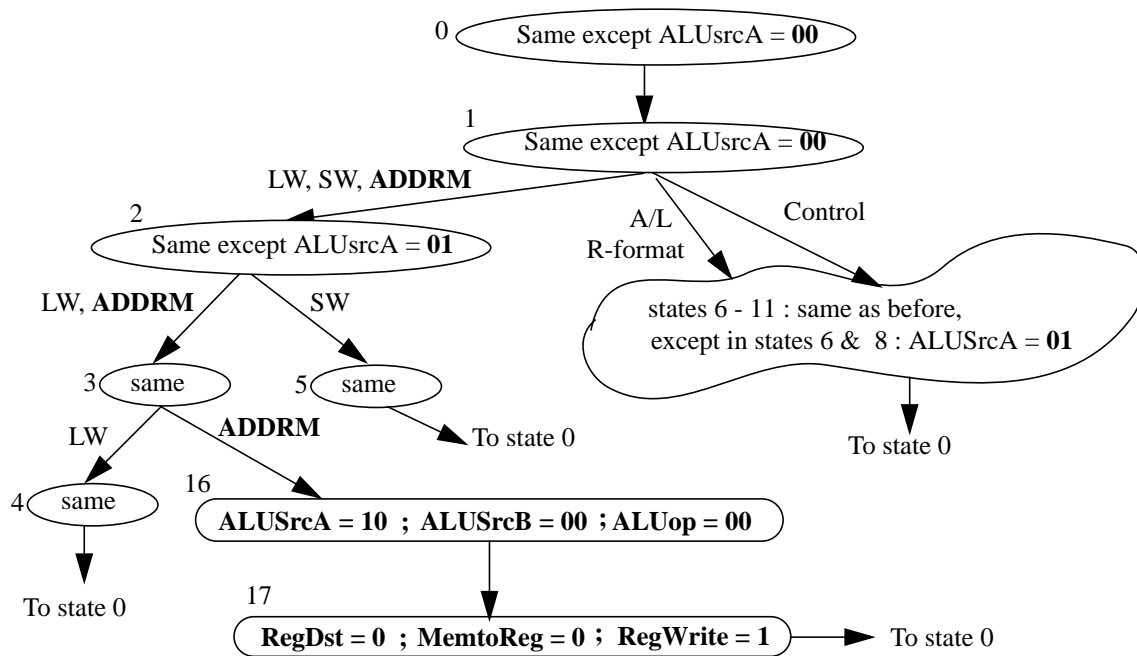 0
Same except ALUsrcA = 00
1
Same except ALUsrcA = 00
LW, SW, ADDRM
A/L
R-format
Control
2
Same except ALUsrcA = 01
LW, ADDRM
SW
states 6 - 11 : same as before,
except in states 6 & 8 : ALUSrcA = 01
3
same
5
same
LW
ADDRM
To state 0
To state 0
4
same
16
ALUSrcA = 10 ; ALUSrcB = 00 ; ALUop = 00
To state 0
17
RegDst = 0 ; MemtoReg = 0 ; RegWrite = 1
To state 0